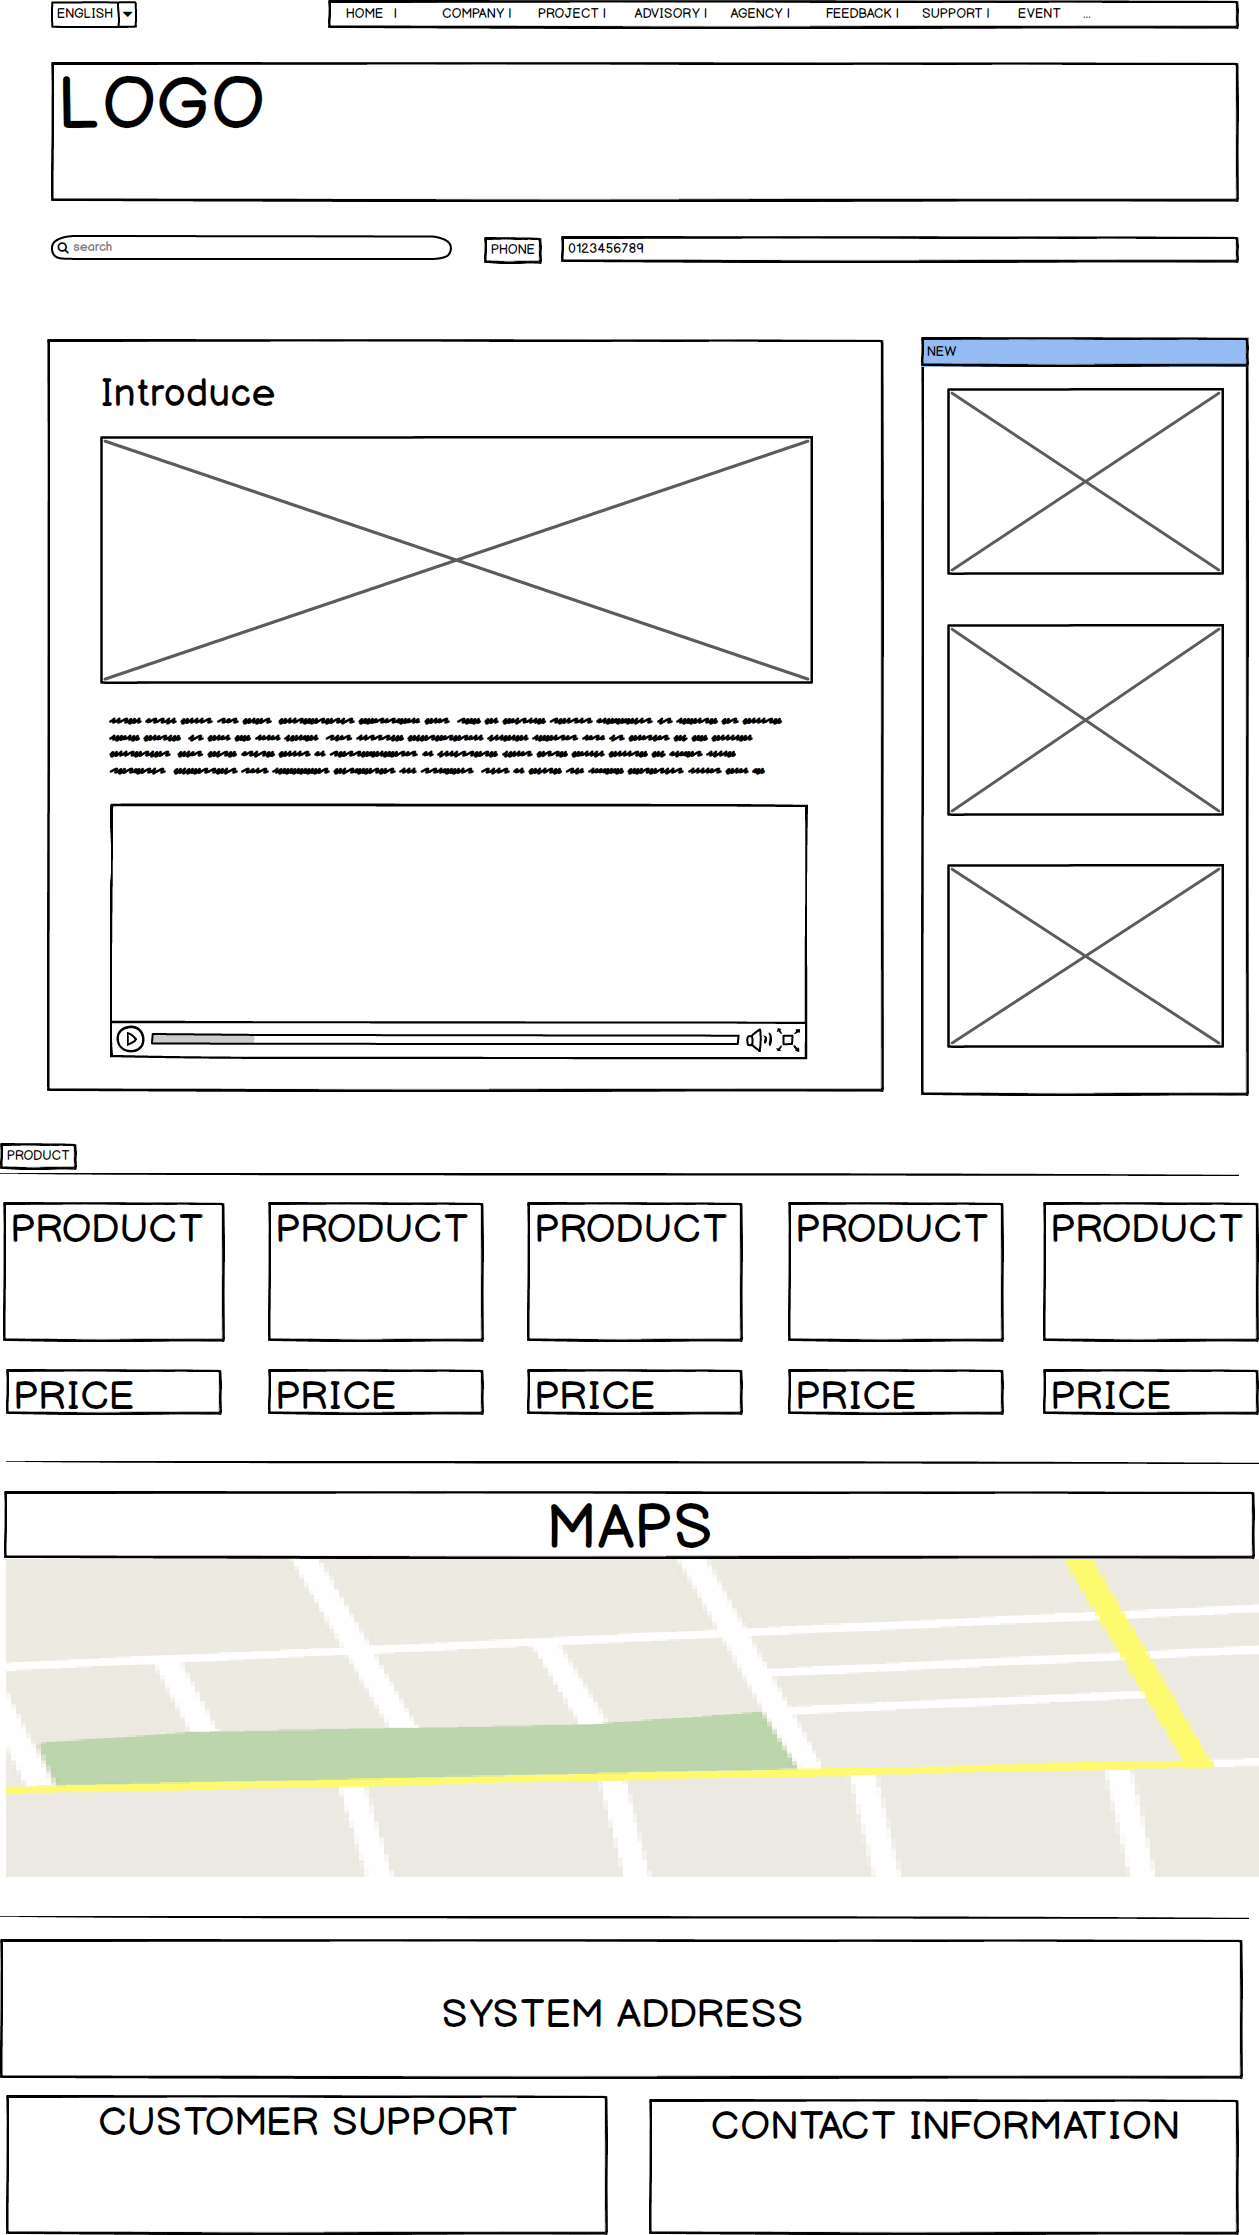 ENGLISH
HOME | COMPANY | PROJECT | ADVISORY | AGENCY | FEEDBACK | SUPPORT | EVENT ...
LOGO
search
PHONE
0123456789
Introduce
NEW
PRODUCT
PRODUCT PRODUCT PRODUCT PRODUCT PRODUCT
PRICE PRICE PRICE PRICE PRICE
MAPS
SYSTEM ADDRESS
CUSTOMER SUPPORT
CONTACT INFORMATION